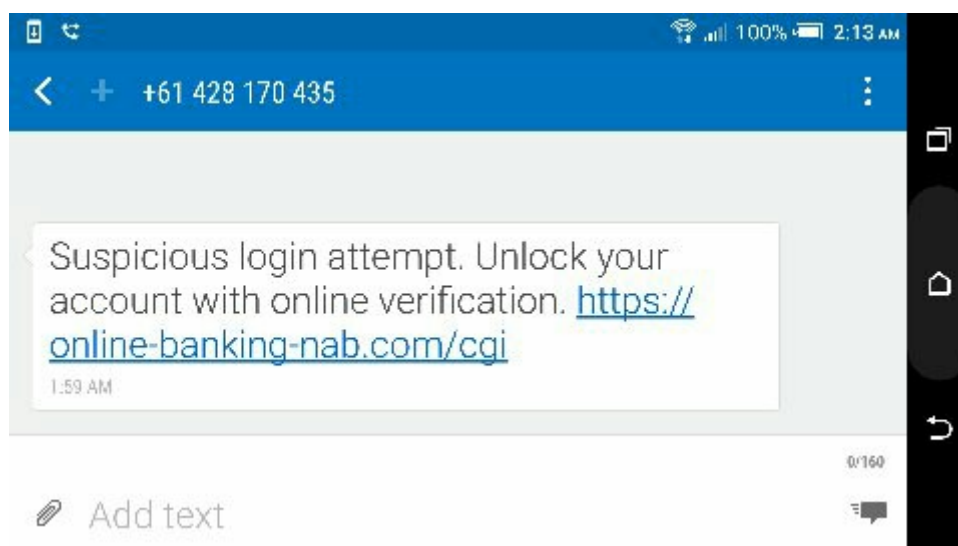 100% 2:13 AM
+61 428 170 435
Suspicious login attempt. Unlock your
account with online verification. https://
online-banking-nab.com/cgi
1:59 AM
0/160
Add text